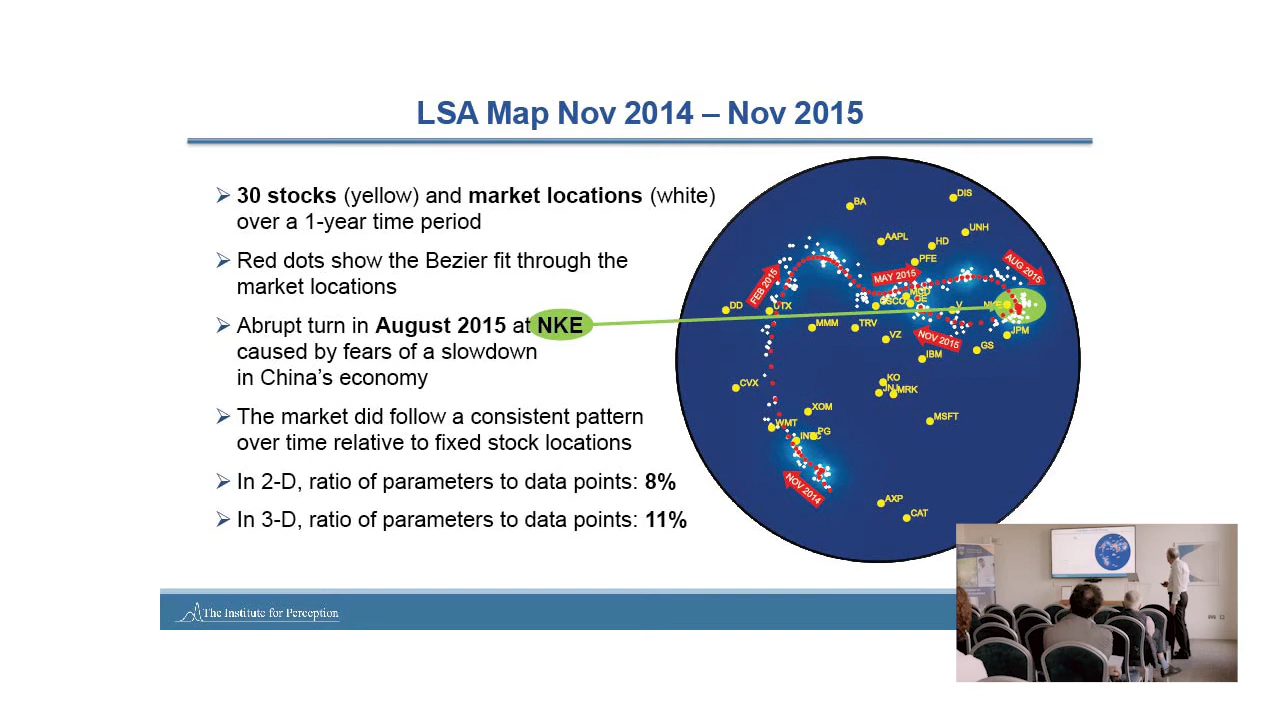 LSA Map Nov 2014 – Nov 2015
➢ 30 stocks (yellow) and market locations (white)
over a 1-year time period
➢ Red dots show the Bezier fit through the
market locations
➢ Abrupt turn in August 2015 at NKE
caused by fears of a slowdown
in China’s economy
➢ The market did follow a consistent pattern
over time relative to fixed stock locations
➢ In 2-D, ratio of parameters to data points: 8%
➢ In 3-D, ratio of parameters to data points: 11%
DIS
BA
UNH
AAPL
HD
PFE
AUG 2015
FEB 2015
MAY 2015
MCD
DD
UTX
CSCO
GE
V
NKE
MMM
TRV
JPM
VZ
NOV 2015
GS
IBM
CVX
KO
JNJ
MRK
XOM
MSFT
WMT
INTC
PG
NOV 2014
AXP
CAT
The Institute for Perception